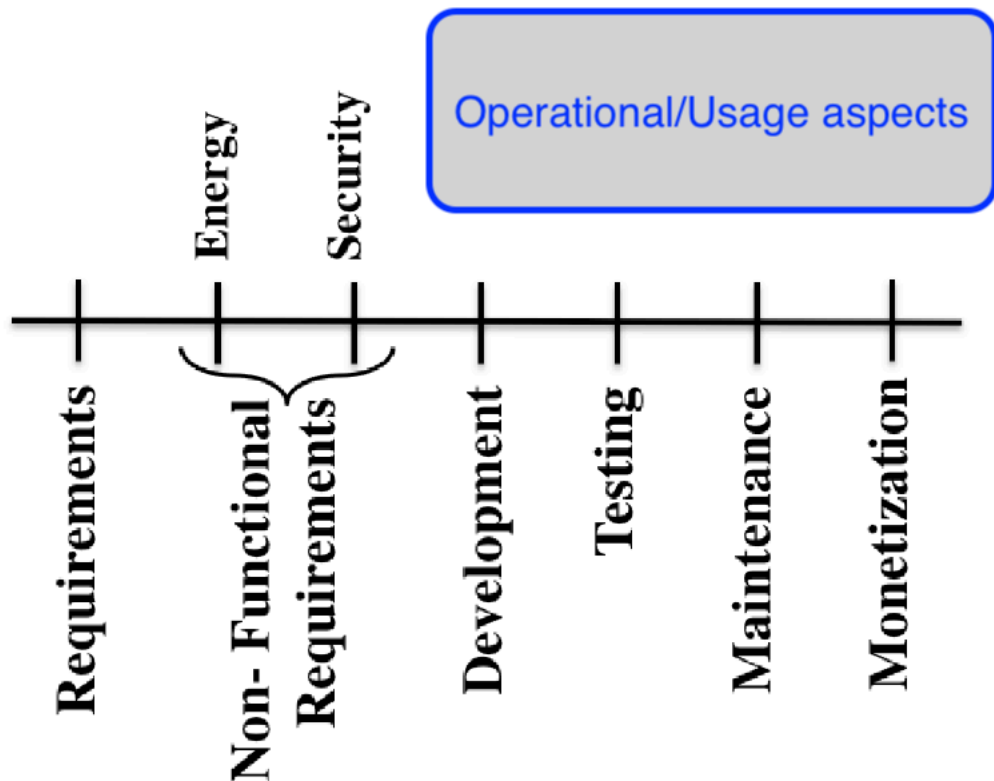 Operational/Usage aspects
Energy
Security
Requirements
Non- Functional
Requirements
Development
Testing
Maintenance
Monetization